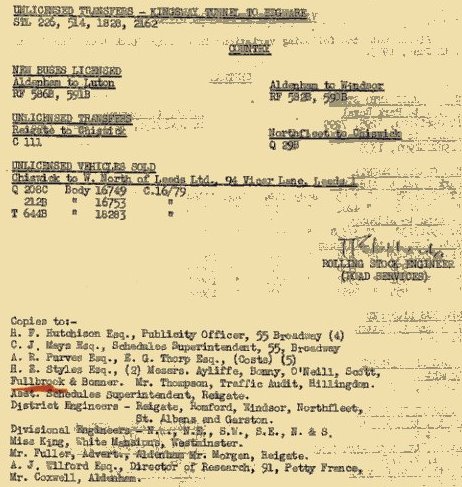 UNLICENSED TRANSFERS - KINGSWAY TUNNEL TO EDGWARE
STL 226, 514, 1828, 2162
COUNTRY
NEW BUSES LICENSED
Aldenham to Luton
RF 586B, 591B
Aldenham to Windsor
RF 582B, 590B
UNLICENSED TRANSFERS
Reigate to Chiswick
C 111
Northfleet to Chiswick
Q 29B
UNLICENSED VEHICLES SOLD
Chiswick to W. North of Leeds Ltd., 94 Vicar Lane, Leeds 1
Q 208C Body 16749 C.16/79
212B " 16753 "
T 644B " 18283 "
ROLLING STOCK ENGINEER
(ROAD SERVICES)
Copies to:-
H. F. Hutchison Esq., Publicity Officer, 55 Broadway (4)
C. J. Mays Esq., Schedules Superintendent, 55, Broadway
A. R. Purves Esq., E. G. Thorp Esq., (Costs) (5)
H. E. Styles Esq., (2) Messrs. Ayliffe, Bonny, O'Neill, Scott,
Fullbrook & Bonner. Mr. Thompson, Traffic Audit, Hillingdon.
Asst. Schedules Superintendent, Reigate.
District Engineers - Reigate, Romford, Windsor, Northfleet,
St. Albans and Garston.
Divisional Engineers - N.W., N.E., S.W., S.E., N. & S.
Miss King, White Mansions, Westminster.
Mr. Fuller, Advert., Aldenham Mr. Morgan, Reigate.
A. J. Wilford Esq., Director of Research, 91, Petty France,
Mr. Coxwell, Aldenham.